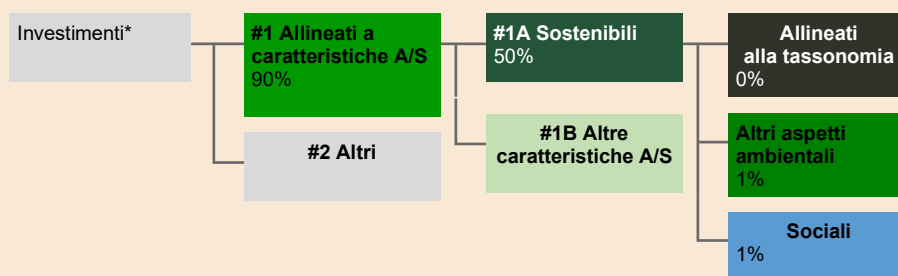 Investimenti*
#1 Allineati a
caratteristiche A/S
90%
#2 Altri
#1A Sostenibili
50%
#1B Altre
caratteristiche A/S
Allineati
alla tassonomia
0%
Altri aspetti
ambientali
1%
Sociali
1%